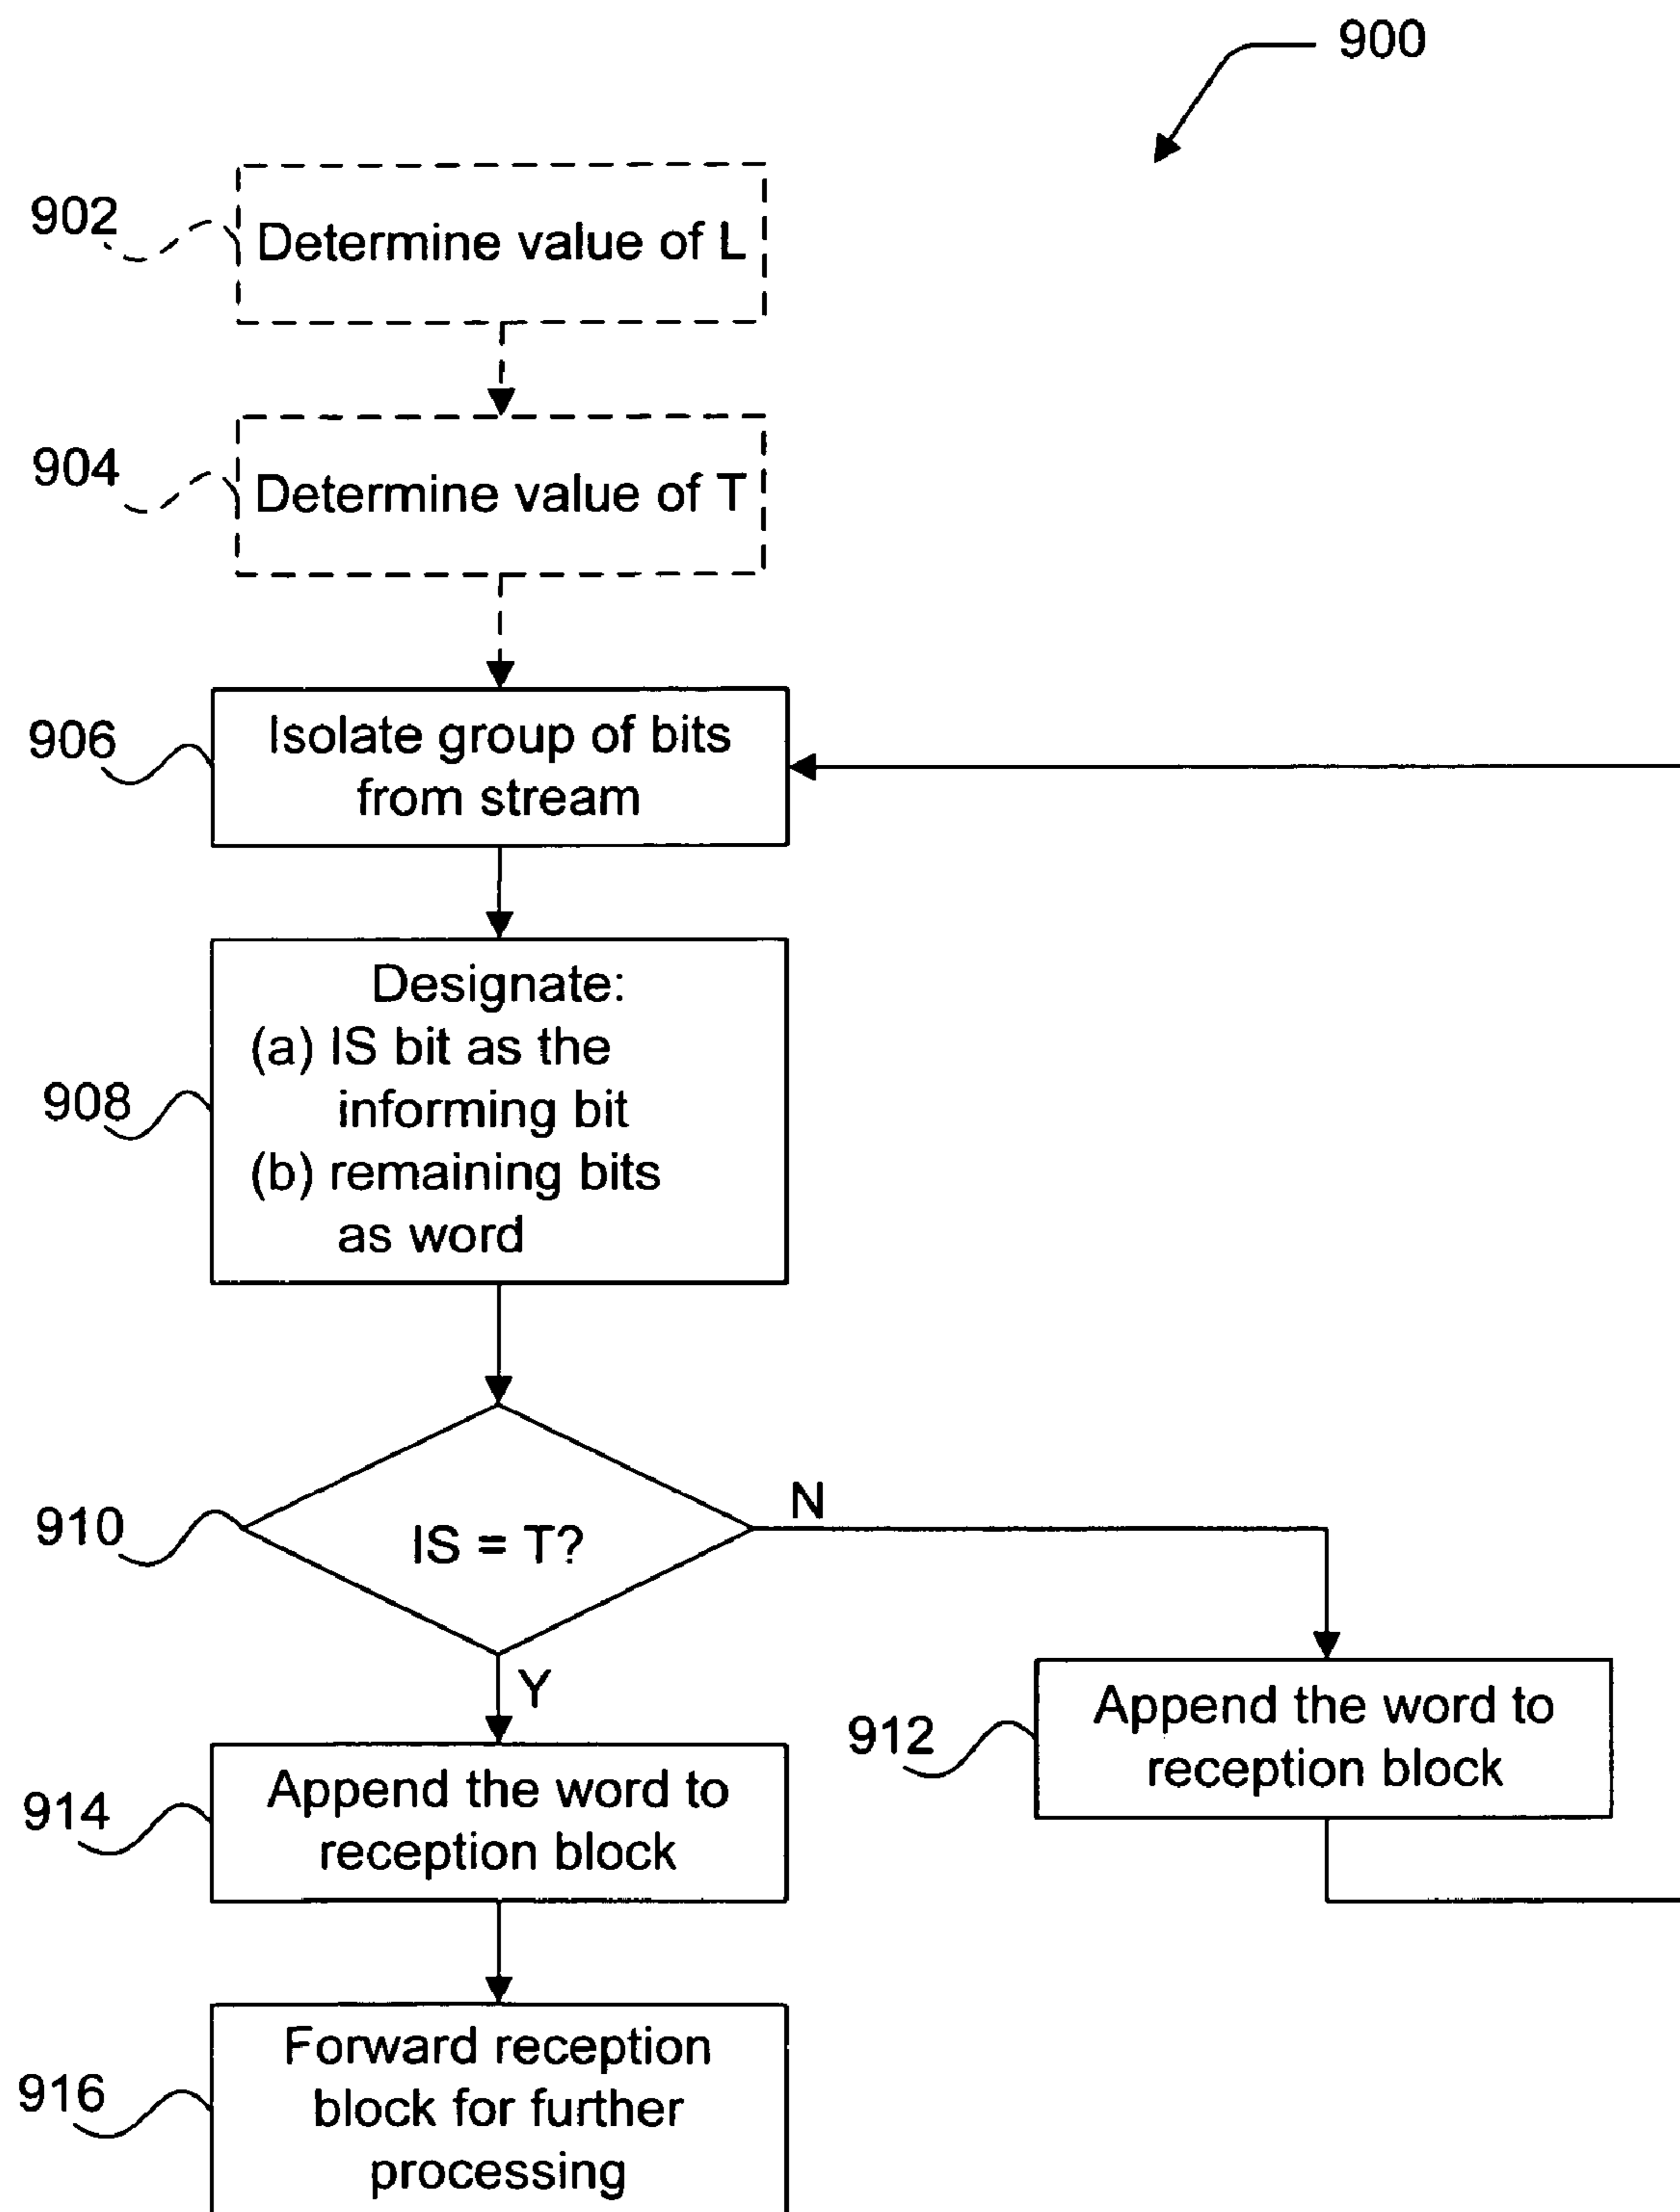 900
902
Determine value of L
904
Determine value of T
906
Isolate group of bits
from stream
908
Designate:
(a) IS bit as the
informing bit
(b) remaining bits
as word
910
IS = T?
N
Y
912
Append the word to
reception block
914
Append the word to
reception block
916
Forward reception
block for further
processing